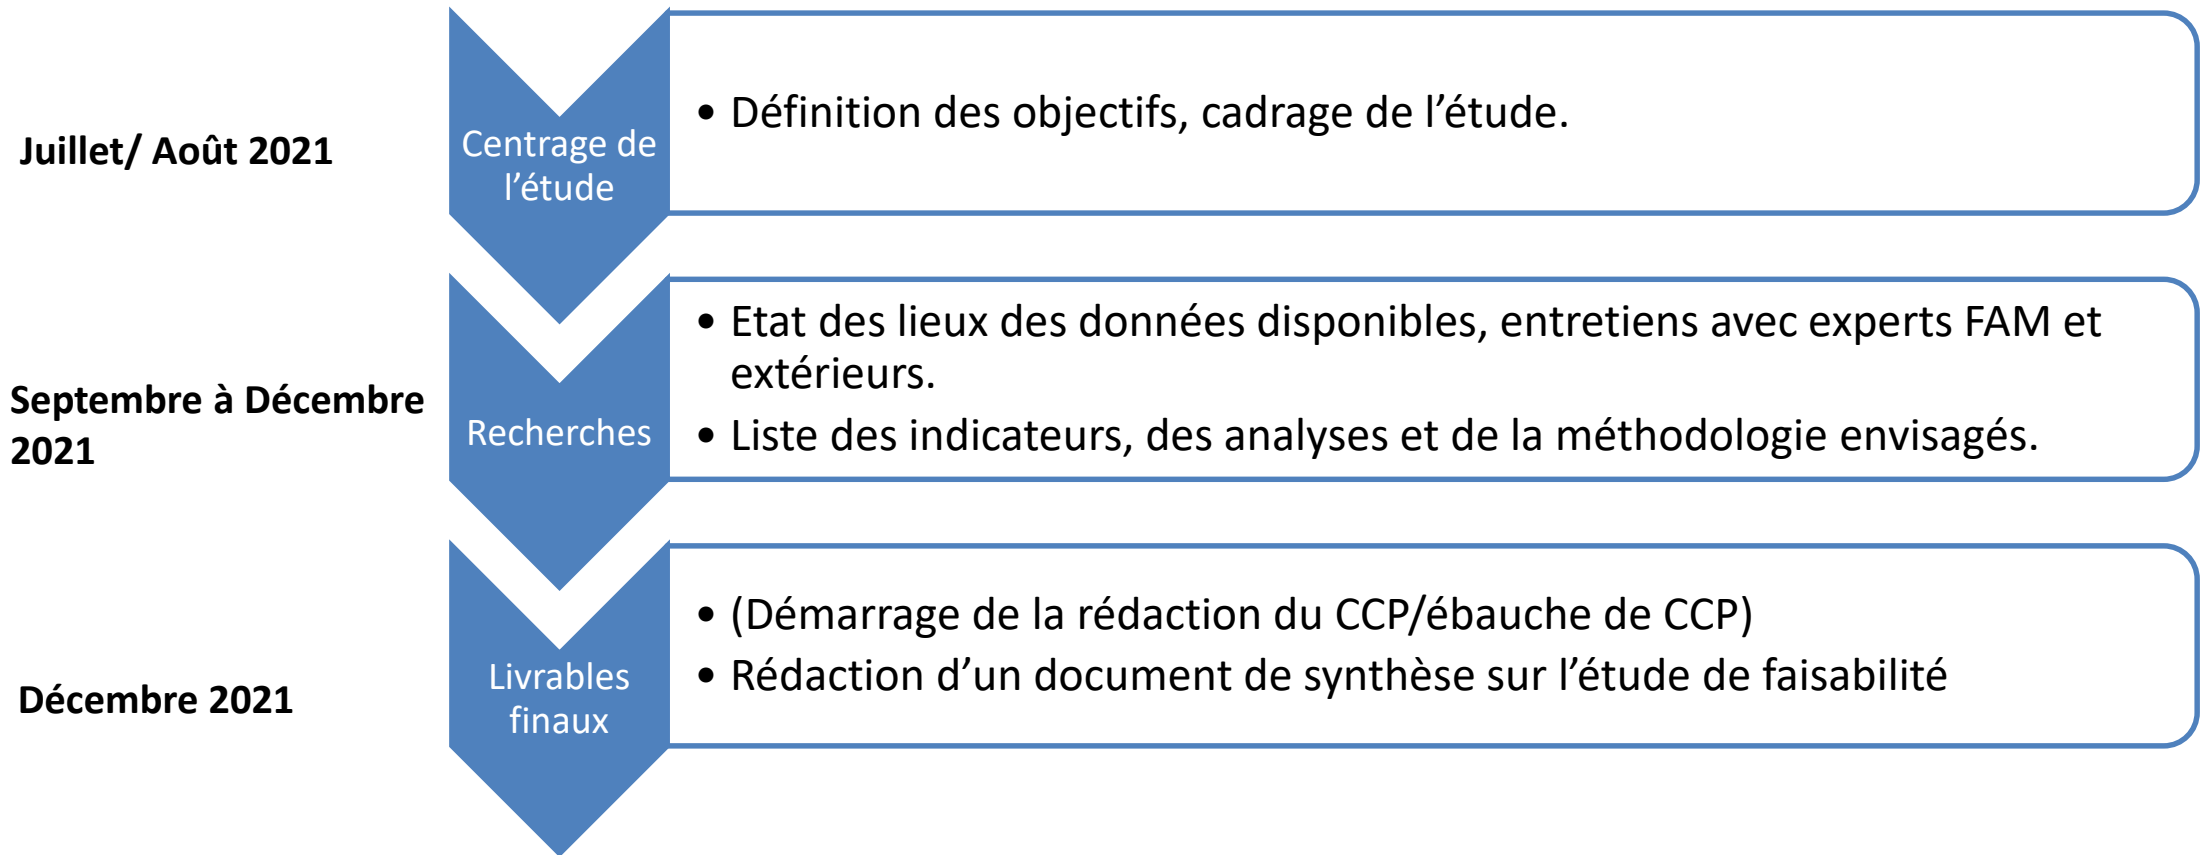 Juillet/ Août 2021
Centrage de
l’étude
• Définition des objectifs, cadrage de l’étude.
Septembre à Décembre
2021
Recherches
• Etat des lieux des données disponibles, entretiens avec experts FAM et
extérieurs.
• Liste des indicateurs, des analyses et de la méthodologie envisagés.
Décembre 2021
Livrables
finaux
• (Démarrage de la rédaction du CCP/ébauche de CCP)
• Rédaction d’un document de synthèse sur l’étude de faisabilité